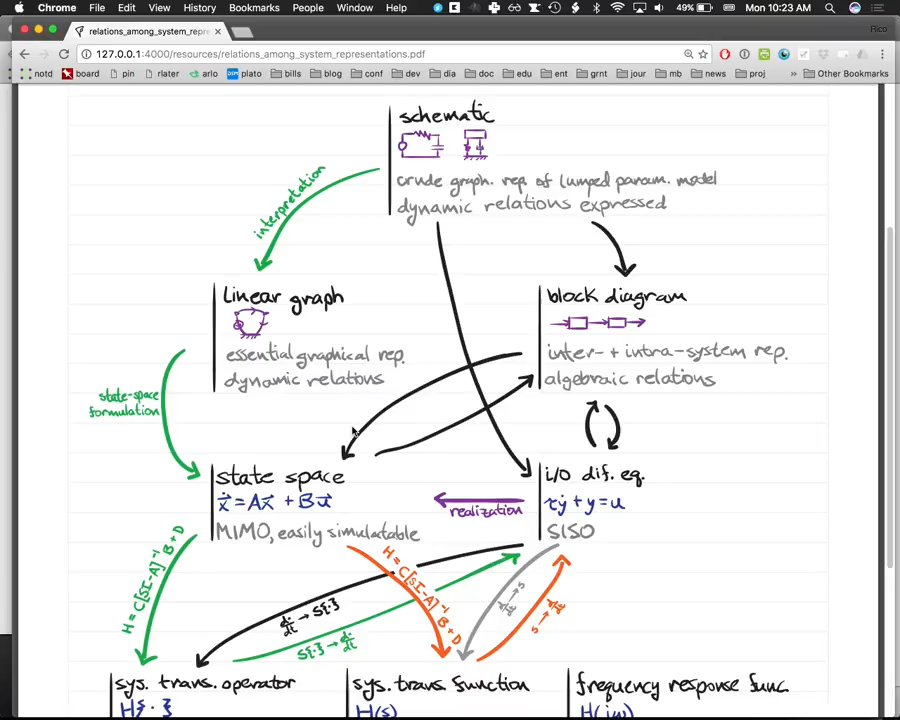 Chrome File Edit View History Bookmarks People Window Help 49% Mon 10:23 AM
relations_among_system_repre: Rico
127.0.0.1:4000/resources/relations_among_system_representations.pdf
notd board pin rlater arlo plato bills blog conf dev dia doc edu ent grnt jour mb news proj » Other Bookmarks
schematic
crude graph. rep. of lumped param. model
dynamic relations expressed
interpretation
linear graph
essential graphical rep.
dynamic relations
block diagram
inter- + intra-system rep.
algebraic relations
state-space
formulation
state space
ẋ = Ax + Bu
MIMO, easily simulatable
realization
i/o dif. eq.
τẏ + y = u
SISO
H = C[SI-A]⁻¹B + D
H = C[SI-A]⁻¹B + D
d/dt → S{·}
S{·} → d/dt
d/dt → s
s → d/dt
sys. trans. operator
H{·}
sys. trans. function
H(s)
frequency response func.
H(jω)